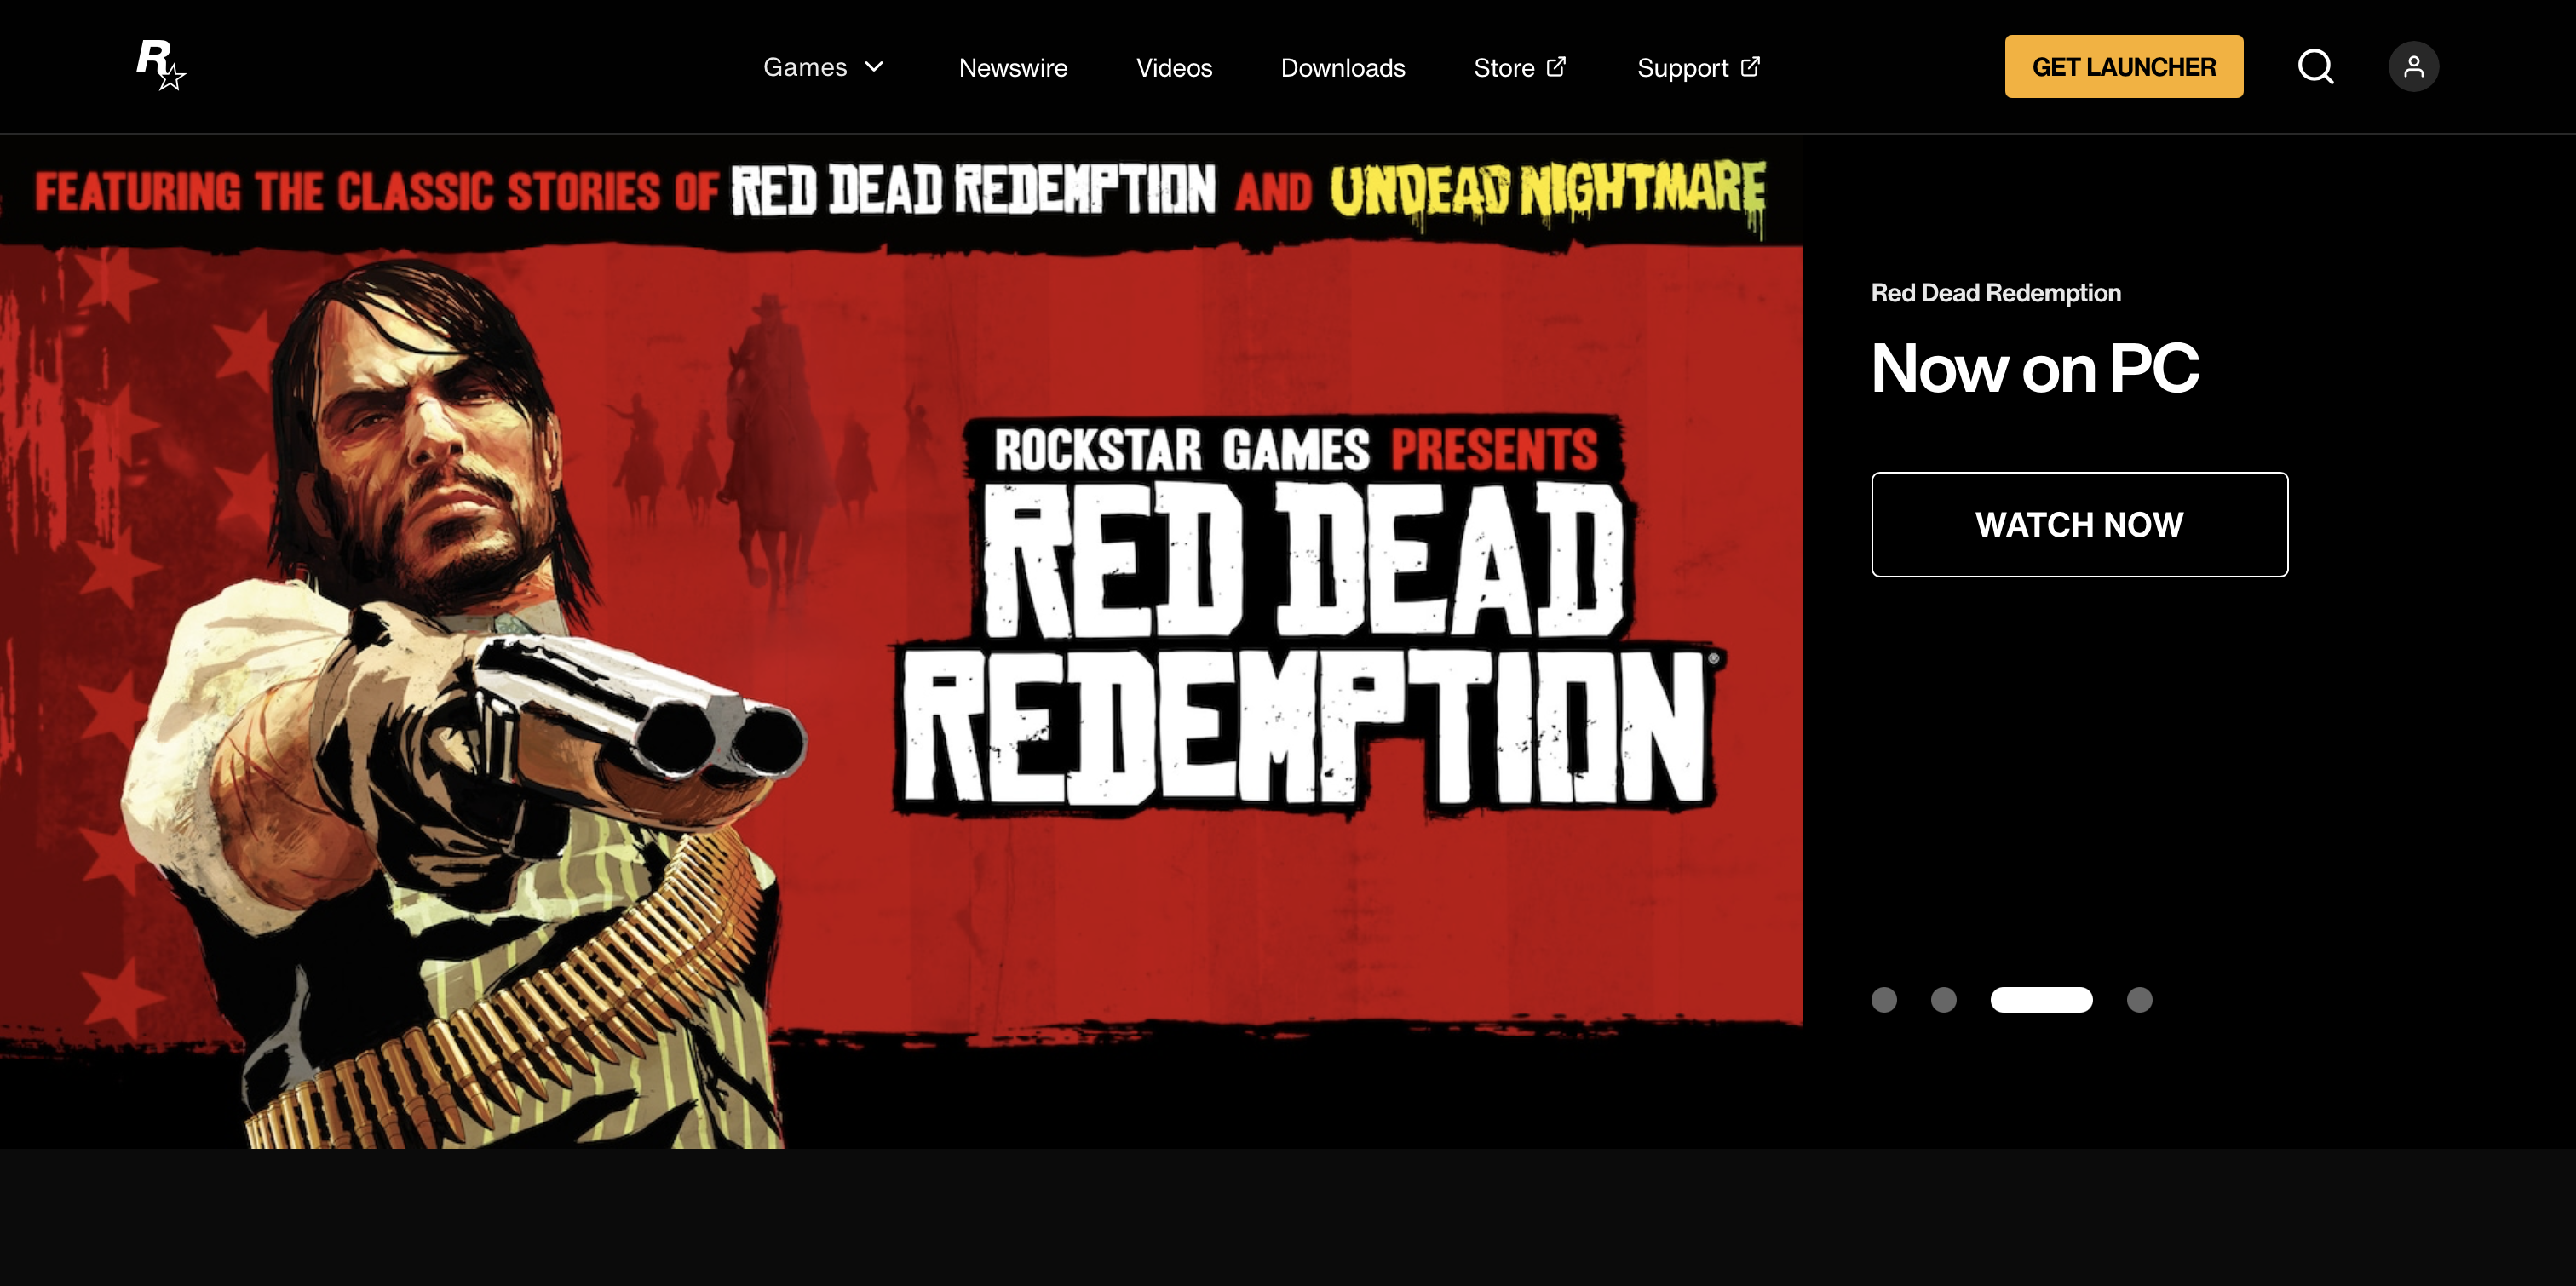 R
Games
Newswire
Videos
Downloads
Store
Support
GET LAUNCHER
FEATURING THE CLASSIC STORIES OF RED DEAD REDEMPTION AND UNDEAD NIGHTMARE
ROCKSTAR GAMES PRESENTS
RED DEAD
REDEMPTION®
Red Dead Redemption
Now on PC
WATCH NOW